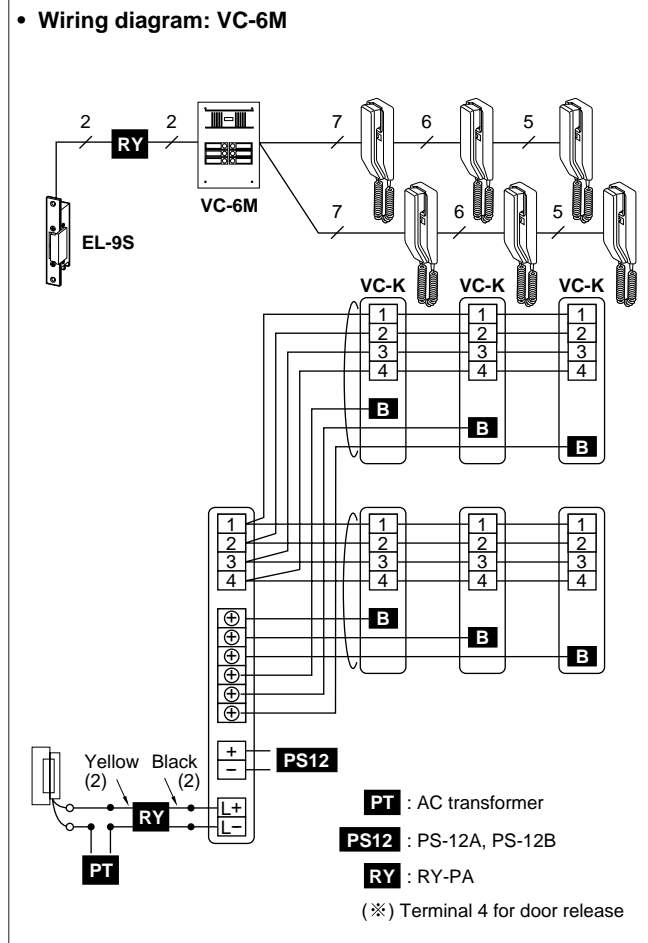 • Wiring diagram: VC-6M
2 RY 2 7 6 5
VC-6M
EL-9S
7 6 5
VC-K VC-K VC-K
1 1 1
2 2 2
3 3 3
4 4 4
B
B
B
1 1 1 1
2 2 2 2
3 3 3 3
4 4 4 4
⊕ B
⊕ B
⊕ B
⊕
⊕
⊕
+
− PS12
Yellow (2) Black (2)
RY L+
L−
PT
PT : AC transformer
PS12 : PS-12A, PS-12B
RY : RY-PA
(※) Terminal 4 for door release